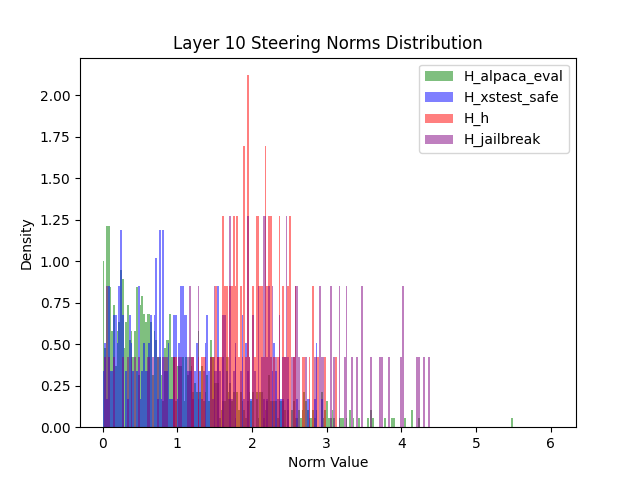 Layer 10 Steering Norms Distribution
H_alpaca_eval
H_xstest_safe
H_h
H_jailbreak
2.00
1.75
1.50
1.25
1.00
0.75
0.50
0.25
0.00
Density
0 1 2 3 4 5 6
Norm Value